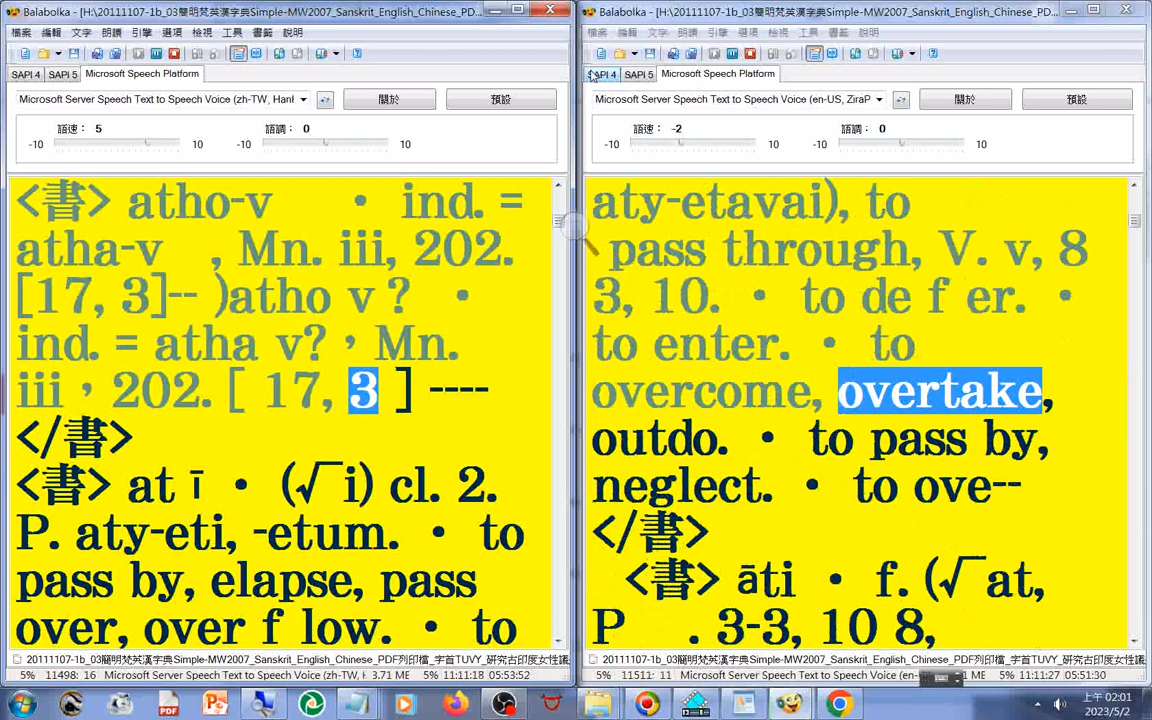 Balabolka - [H:\20111107-1b_03簡明梵英漢字典Simple-MW2007_Sanskrit_English_Chinese_PD...
檔案 編輯 文字 朗讀 引擎 選項 檢視 工具 書籤 說明
SAPI 4 SAPI 5 Microsoft Speech Platform
Microsoft Server Speech Text to Speech Voice (zh-TW, Hanl
關於 預設
語速： 5 語調： 0
-10 10 -10 10
<書> atho-v • ind. =
atha-v , Mn. iii, 202.
[17, 3]-- )atho v ? •
ind. = atha v?，Mn.
iii，202. [ 17, 3 ] ----
</書>
<書> at ī • (√i) cl. 2.
P. aty-eti, -etum. • to
pass by, elapse, pass
over, over f low. • to
20111107-1b_03簡明梵英漢字典Simple-MW2007_Sanskrit_English_Chinese_PDF列印檔_字首TUVY_研究古印度女性議
5% 11498: 16 Microsoft Server Speech Text to Speech Voice (zh-TW, H 3.71 ME 5% 11:11:18 05:53:52
Balabolka - [H:\20111107-1b_03簡明梵英漢字典Simple-MW2007_Sanskrit_English_Chinese_PD...
檔案 編輯 文字 朗讀 引擎 選項 檢視 工具 書籤 說明
SAPI 4 SAPI 5 Microsoft Speech Platform
Microsoft Server Speech Text to Speech Voice (en-US, ZiraP
關於 預設
語速： -2 語調： 0
-10 10 -10 10
aty-etavai), to
pass through, V. v, 8
3, 10. • to de f er. •
to enter. • to
overcome, overtake,
outdo. • to pass by,
neglect. • to ove--
</書>
<書> āti • f. (√at,
P . 3-3, 10 8,
20111107-1b_03簡明梵英漢字典Simple-MW2007_Sanskrit_English_Chinese_PDF列印檔_字首TUVY_研究古印度女性議
5% 11511: 11 Microsoft Server Speech Text to Speech 5% 11:11:27 05:51:30
上午 02:01
2023/5/2